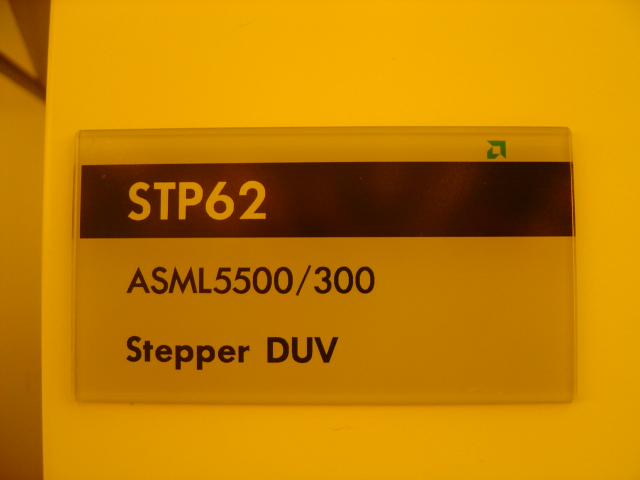 STP62
ASML5500/300
Stepper DUV